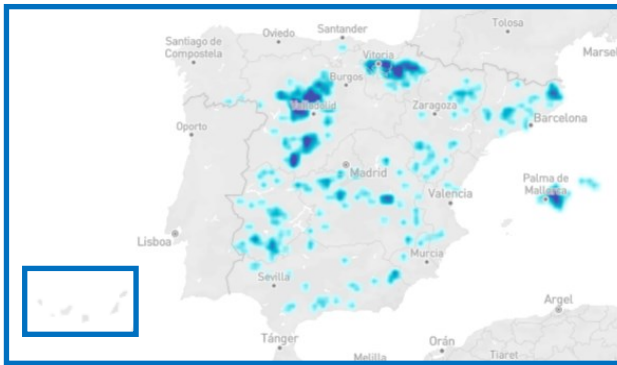 Tolosa
Santander
Oviedo
Santiago de
Compostela
Marsel
Vitoria
Burgos
Valladolid
Zaragoza
Oporto
Barcelona
Madrid
Palma de
Mallorca
Valencia
Lisboa
Murcia
Sevilla
Argel
Tánger
Orán
Melilla
Tiaret